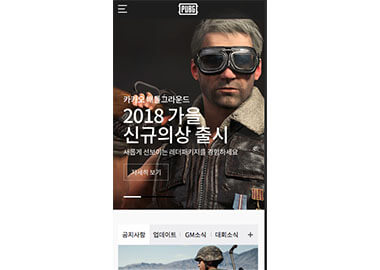 PUBG
카카오 배틀그라운드
2018 가을
신규의상 출시
새롭게 선보이는 레더패키지를 경험하세요
자세히 보기
공지사항
업데이트
GM소식
대회소식
+